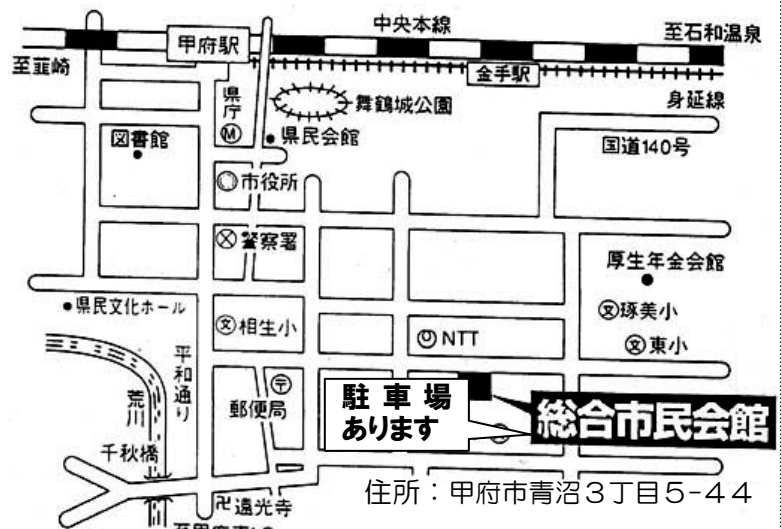 中央本線
至石和温泉
甲府駅
至韮崎
金手駅
身延線
県庁
M
舞鶴城公園
図書館
県民会館
国道140号
市役所
警察署
厚生年金会館
県民文化ホール
文 相生小
NTT
文 琢美小
文 東小
平和通り
〒
郵便局
荒川
駐車場
あります
総合市民会館
千秋橋
卍 遠光寺
住所：甲府市青沼3丁目5-44